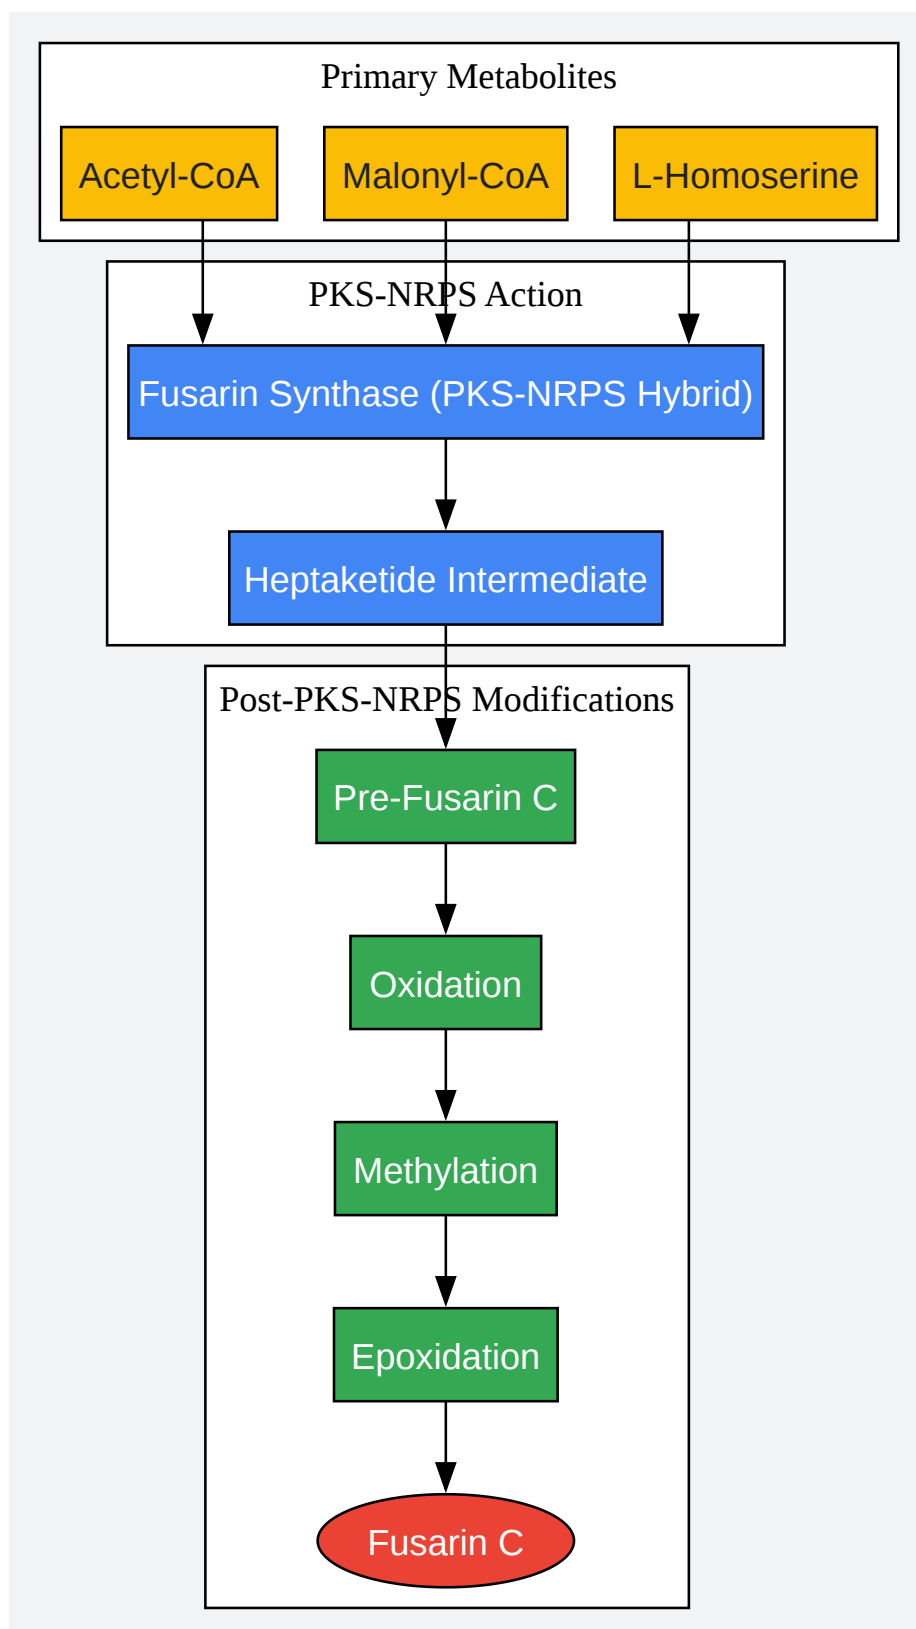 Primary Metabolites
Acetyl-CoA
Malonyl-CoA
L-Homoserine
PKS-NRPS Action
Fusarin Synthase (PKS-NRPS Hybrid)
Heptaketide Intermediate
Post-PKS-NRPS Modifications
Pre-Fusarin C
Oxidation
Methylation
Epoxidation
Fusarin C